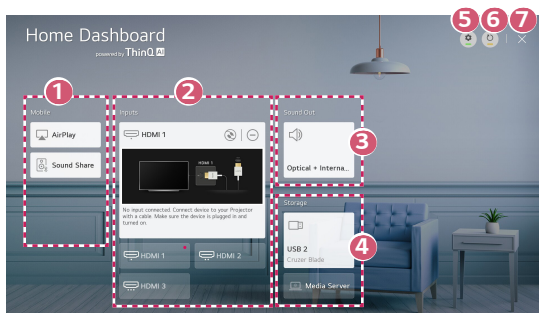 Home Dashboard
powered by ThinQ AI
5 6 7
1
2
3
4
Mobile
AirPlay
Sound Share
Inputs
HDMI 1
HDMI 1
No input connected. Connect device to your Projector
with a cable. Make sure the device is plugged in and
turned on.
HDMI 1
HDMI 2
HDMI 3
Sound Out
Optical + Interna...
Storage
USB 2
Cruzer Blade
Media Server